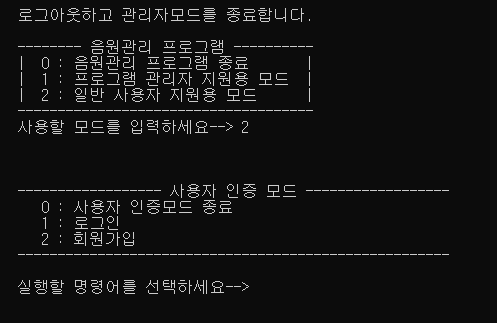 로그아웃하고 관리자모드를 종료합니다.
-------- 음원관리 프로그램 ----------
| 0 : 음원관리 프로그램 종료 |
| 1 : 프로그램 관리자 지원용 모드 |
| 2 : 일반 사용자 지원용 모드 |
-------------------------------------
사용할 모드를 입력하세요--> 2
------------------ 사용자 인증 모드 ------------------
0 : 사용자 인증모드 종료
1 : 로그인
2 : 회원가입
------------------------------------------------------
실행할 명령어를 선택하세요-->